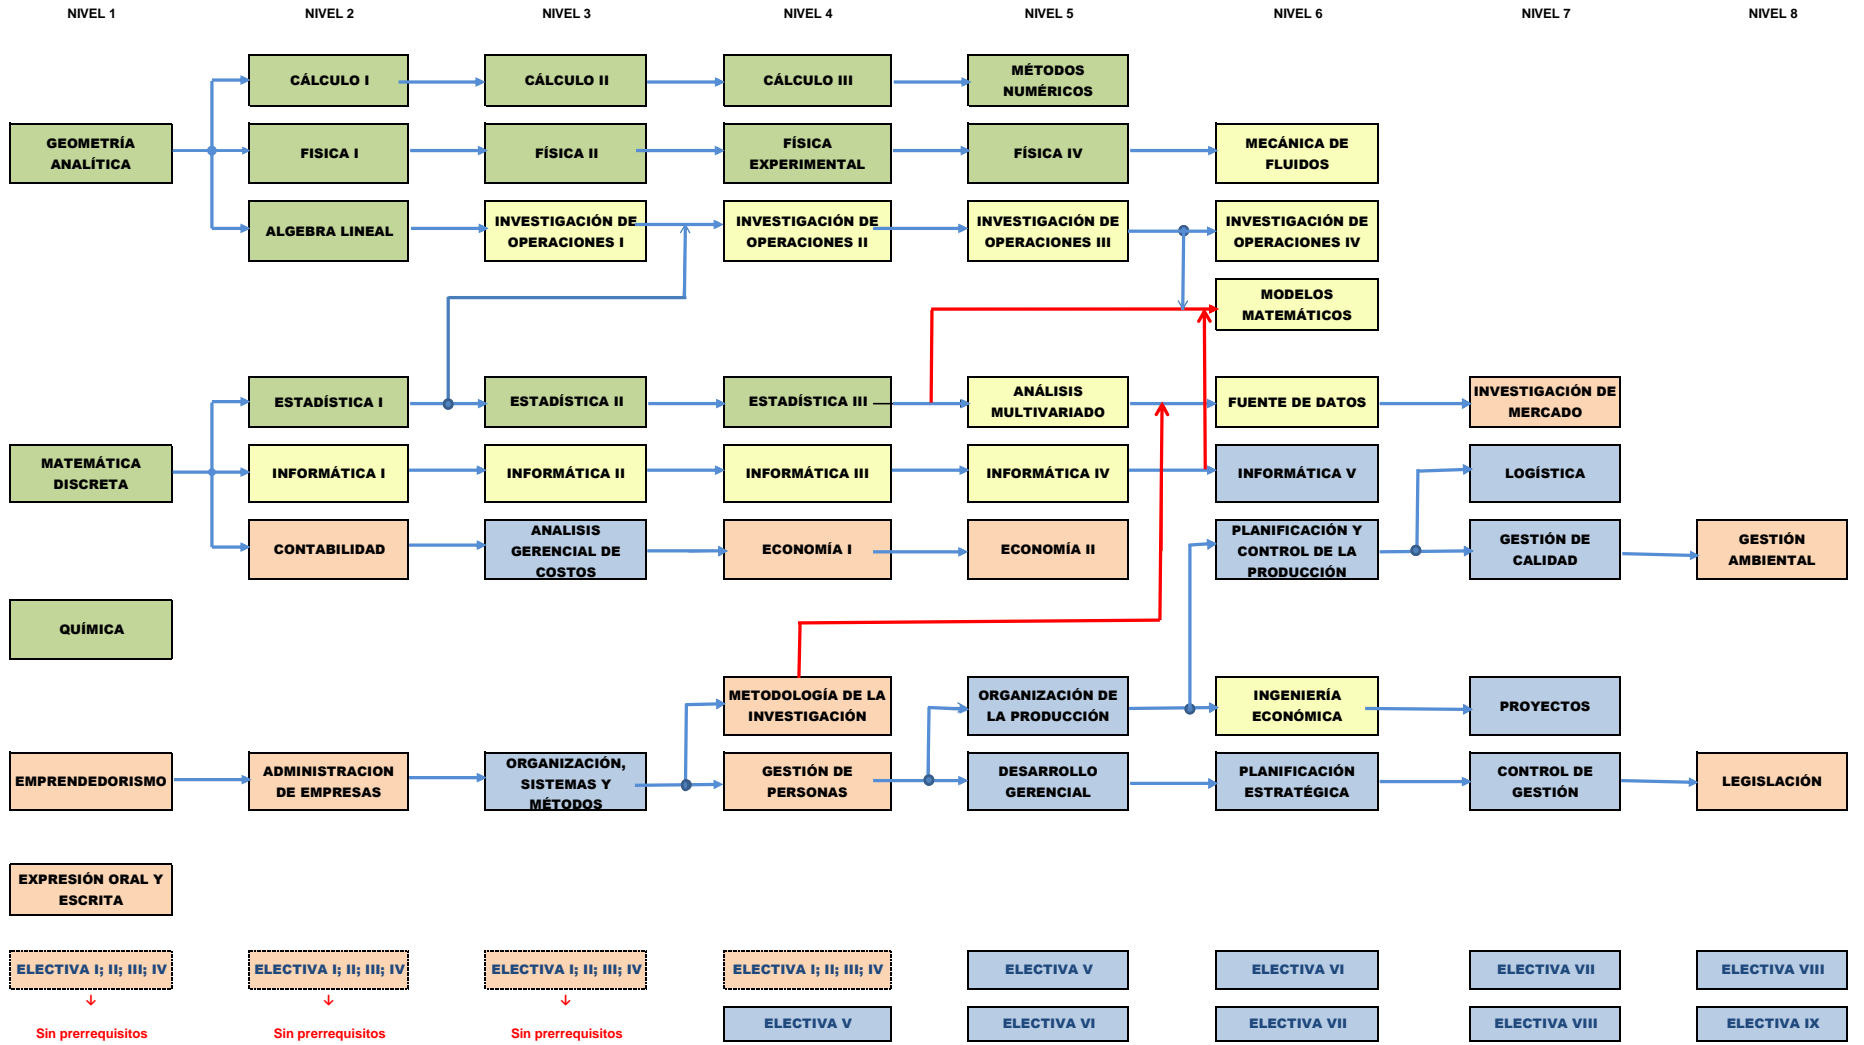 NIVEL 1
NIVEL 2
NIVEL 3
NIVEL 4
NIVEL 5
NIVEL 6
NIVEL 7
NIVEL 8
CÁLCULO I
CÁLCULO II
CÁLCULO III
MÉTODOS
NUMÉRICOS
GEOMETRÍA
ANALÍTICA
FISICA I
FÍSICA II
FÍSICA
EXPERIMENTAL
FÍSICA IV
MECÁNICA DE
FLUIDOS
ALGEBRA LINEAL
INVESTIGACIÓN DE
OPERACIONES I
INVESTIGACIÓN DE
OPERACIONES II
INVESTIGACIÓN DE
OPERACIONES III
INVESTIGACIÓN DE
OPERACIONES IV
MODELOS
MATEMÁTICOS
ESTADÍSTICA I
ESTADÍSTICA II
ESTADÍSTICA III
ANÁLISIS
MULTIVARIADO
FUENTE DE DATOS
INVESTIGACIÓN DE
MERCADO
MATEMÁTICA
DISCRETA
INFORMÁTICA I
INFORMÁTICA II
INFORMÁTICA III
INFORMÁTICA IV
INFORMÁTICA V
LOGÍSTICA
CONTABILIDAD
ANALISIS
GERENCIAL DE
COSTOS
ECONOMÍA I
ECONOMÍA II
PLANIFICACIÓN Y
CONTROL DE LA
PRODUCCIÓN
GESTIÓN DE
CALIDAD
GESTIÓN
AMBIENTAL
QUÍMICA
METODOLOGÍA DE LA
INVESTIGACIÓN
ORGANIZACIÓN DE
LA PRODUCCIÓN
INGENIERÍA
ECONÓMICA
PROYECTOS
EMPRENDEDORISMO
ADMINISTRACION
DE EMPRESAS
ORGANIZACIÓN,
SISTEMAS Y
MÉTODOS
GESTIÓN DE
PERSONAS
DESARROLLO
GERENCIAL
PLANIFICACIÓN
ESTRATÉGICA
CONTROL DE
GESTIÓN
LEGISLACIÓN
EXPRESIÓN ORAL Y
ESCRITA
ELECTIVA I; II; III; IV
ELECTIVA I; II; III; IV
ELECTIVA I; II; III; IV
ELECTIVA I; II; III; IV
ELECTIVA V
ELECTIVA VI
ELECTIVA VII
ELECTIVA VIII
Sin prerrequisitos
Sin prerrequisitos
Sin prerrequisitos
ELECTIVA V
ELECTIVA VI
ELECTIVA VII
ELECTIVA VIII
ELECTIVA IX